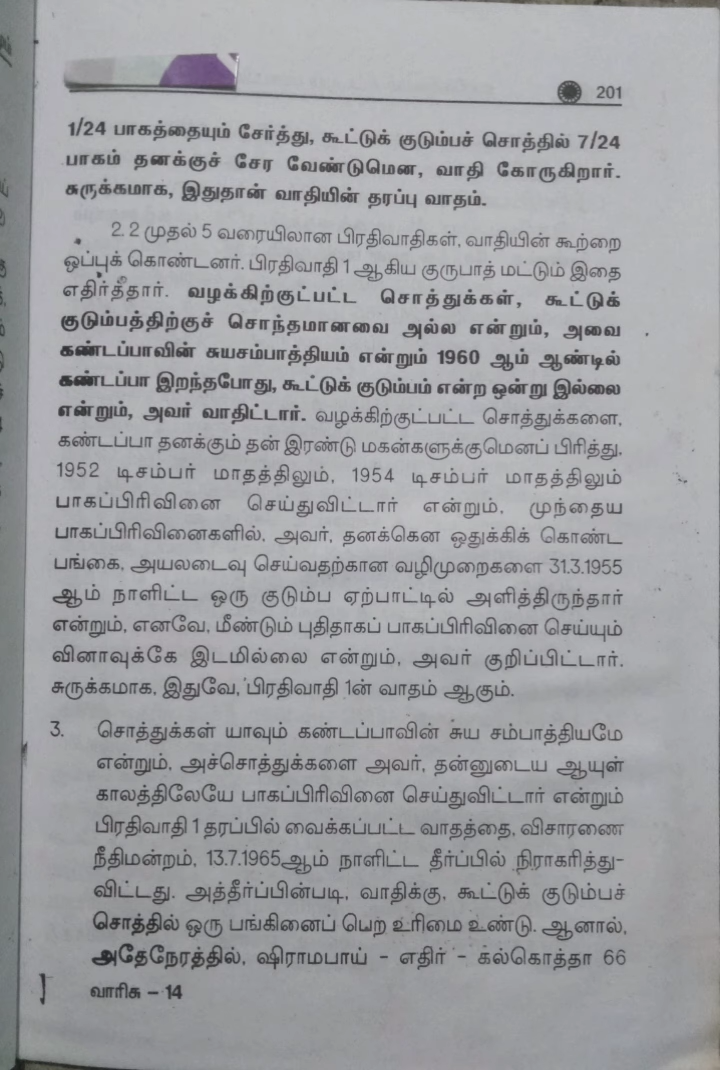 201
1/24 பாகத்தையும் சேர்த்து, கூட்டுக் குடும்பச் சொத்தில் 7/24
பாகம் தனக்குச் சேர வேண்டுமென, வாதி கோருகிறார்.
சுருக்கமாக, இதுதான் வாதியின் தரப்பு வாதம்.
2. 2 முதல் 5 வரையிலான பிரதிவாதிகள், வாதியின் கூற்றை
ஒப்புக் கொண்டனர். பிரதிவாதி 1 ஆகிய குருபாத் மட்டும் இதை
எதிர்த்தார். வழக்கிற்குட்பட்ட சொத்துக்கள், கூட்டுக்
குடும்பத்திற்குச் சொந்தமானவை அல்ல என்றும், அவை
கண்டப்பாவின் சுயசம்பாத்தியம் என்றும் 1960 ஆம் ஆண்டில்
கண்டப்பா இறந்தபோது, கூட்டுக் குடும்பம் என்ற ஒன்று இல்லை
என்றும், அவர் வாதிட்டார். வழக்கிற்குட்பட்ட சொத்துக்களை,
கண்டப்பா தனக்கும் தன் இரண்டு மகன்களுக்குமெனப் பிரித்து,
1952 டிசம்பர் மாதத்திலும், 1954 டிசம்பர் மாதத்திலும்
பாகப்பிரிவினை செய்துவிட்டார் என்றும், முந்தைய
பாகப்பிரிவினைகளில், அவர், தனக்கென ஒதுக்கிக் கொண்ட
பங்கை, அயலடைவு செய்வதற்கான வழிமுறைகளை 31.3.1955
ஆம் நாளிட்ட ஒரு குடும்ப ஏற்பாட்டில் அளித்திருந்தார்
என்றும், எனவே, மீண்டும் புதிதாகப் பாகப்பிரிவினை செய்யும்
வினாவுக்கே இடமில்லை என்றும், அவர் குறிப்பிட்டார்.
சுருக்கமாக, இதுவே, பிரதிவாதி 1ன் வாதம் ஆகும்.
3. சொத்துக்கள் யாவும் கண்டப்பாவின் சுய சம்பாத்தியமே
என்றும், அச்சொத்துக்களை அவர், தன்னுடைய ஆயுள்
காலத்திலேயே பாகப்பிரிவினை செய்துவிட்டார் என்றும்
பிரதிவாதி 1 தரப்பில் வைக்கப்பட்ட வாதத்தை, விசாரணை
நீதிமன்றம், 13.7.1965ஆம் நாளிட்ட தீர்ப்பில் நிராகரித்து-
விட்டது. அத்தீர்ப்பின்படி, வாதிக்கு, கூட்டுக் குடும்பச்
சொத்தில் ஒரு பங்கினைப் பெற உரிமை உண்டு. ஆனால்,
அதேநேரத்தில், ஷிராமபாய் - எதிர் - கல்கொத்தா 66
வாரிசு - 14